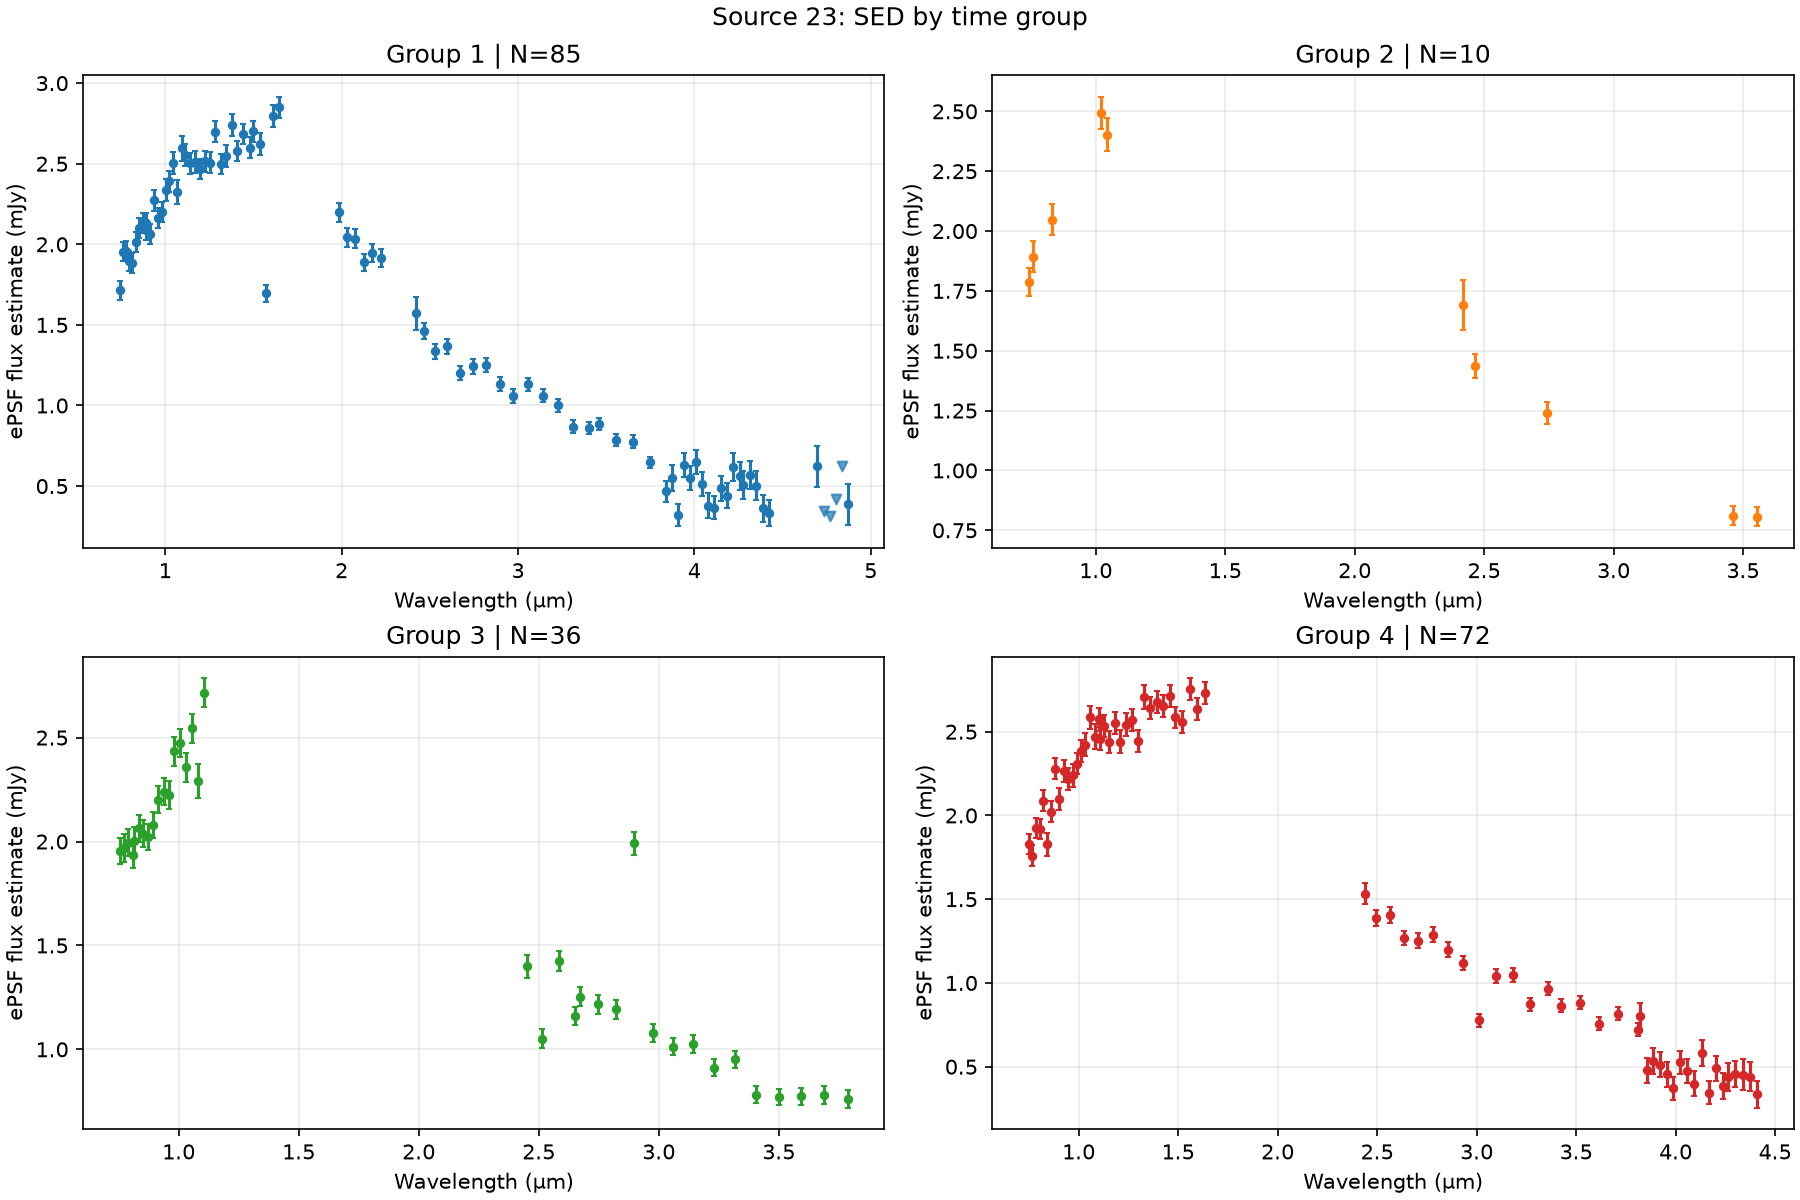 Source 23: SED by time group
Group 1 | N=85
3.0
2.5
2.0
1.5
1.0
0.5
ePSF flux estimate (mJy)
1 2 3 4 5
Wavelength (μm)
Group 2 | N=10
2.50
2.25
2.00
1.75
1.50
1.25
1.00
0.75
ePSF flux estimate (mJy)
1.0 1.5 2.0 2.5 3.0 3.5
Wavelength (μm)
Group 3 | N=36
2.5
2.0
1.5
1.0
ePSF flux estimate (mJy)
1.0 1.5 2.0 2.5 3.0 3.5
Wavelength (μm)
Group 4 | N=72
2.5
2.0
1.5
1.0
0.5
ePSF flux estimate (mJy)
1.0 1.5 2.0 2.5 3.0 3.5 4.0 4.5
Wavelength (μm)